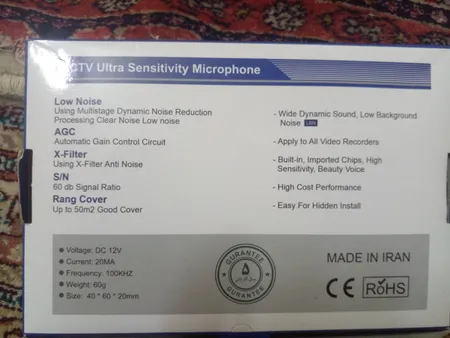 CTV Ultra Sensitivity Microphone
Low Noise
Using Multistage Dynamic Noise Reduction
Processing Clear Noise Low noise
AGC
Automatic Gain Control Circuit
X-Filter
Using X-Filter Anti Noise
S/N
60 db Signal Ratio
Rang Cover
Up to 50m2 Good Cover
- Wide Dynamic Sound, Low Background
Noise
- Apply to All Video Recorders
- Built-in, Imported Chips, High
Sensitivity, Beauty Voice
- High Cost Performance
- Easy For Hidden Install
● Voltage: DC 12V
● Current: 20MA
● Frequency: 100KHZ
● Weight: 60g
● Size: 40 * 60 * 20mm
GURANTEE
۵
GURANTEE
MADE IN IRAN
CE RoHS